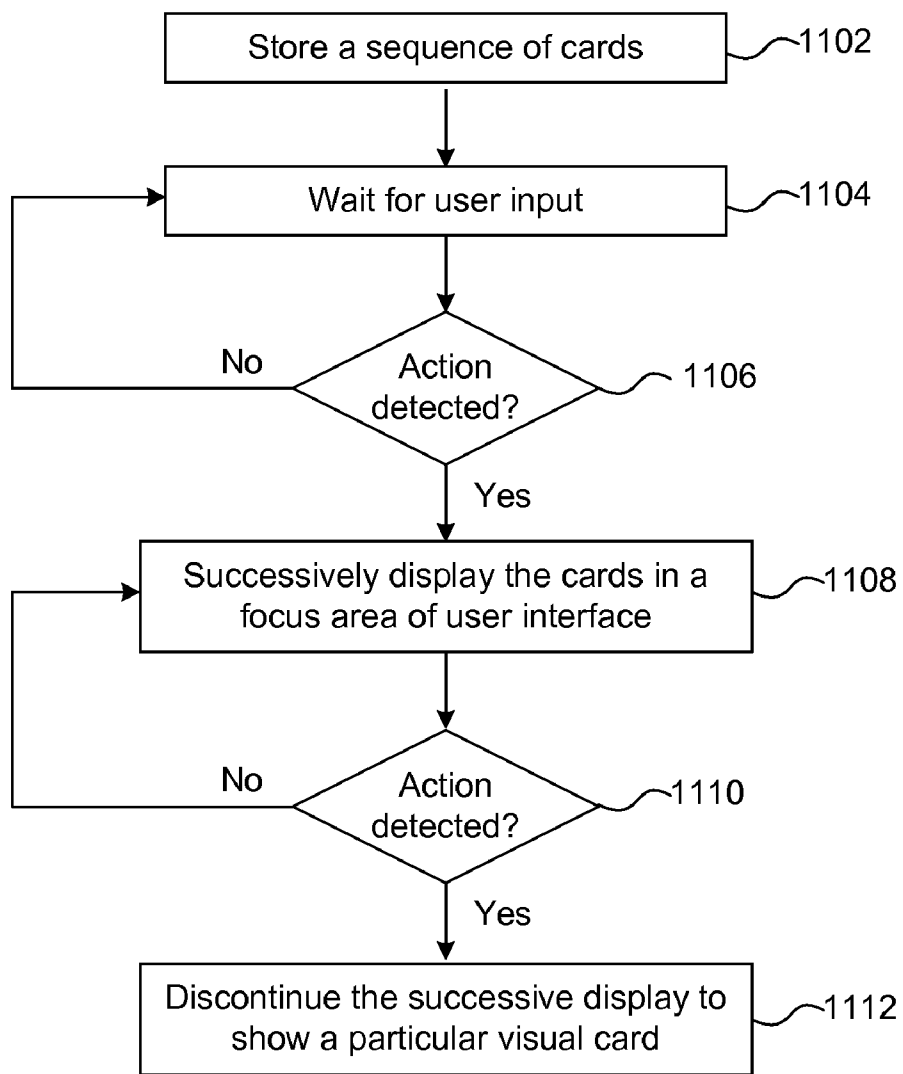 Store a sequence of cards
1102
Wait for user input
1104
No
Action
detected?
1106
Yes
Successively display the cards in a
focus area of user interface
1108
No
Action
detected?
1110
Yes
Discontinue the successive display to
show a particular visual card
1112